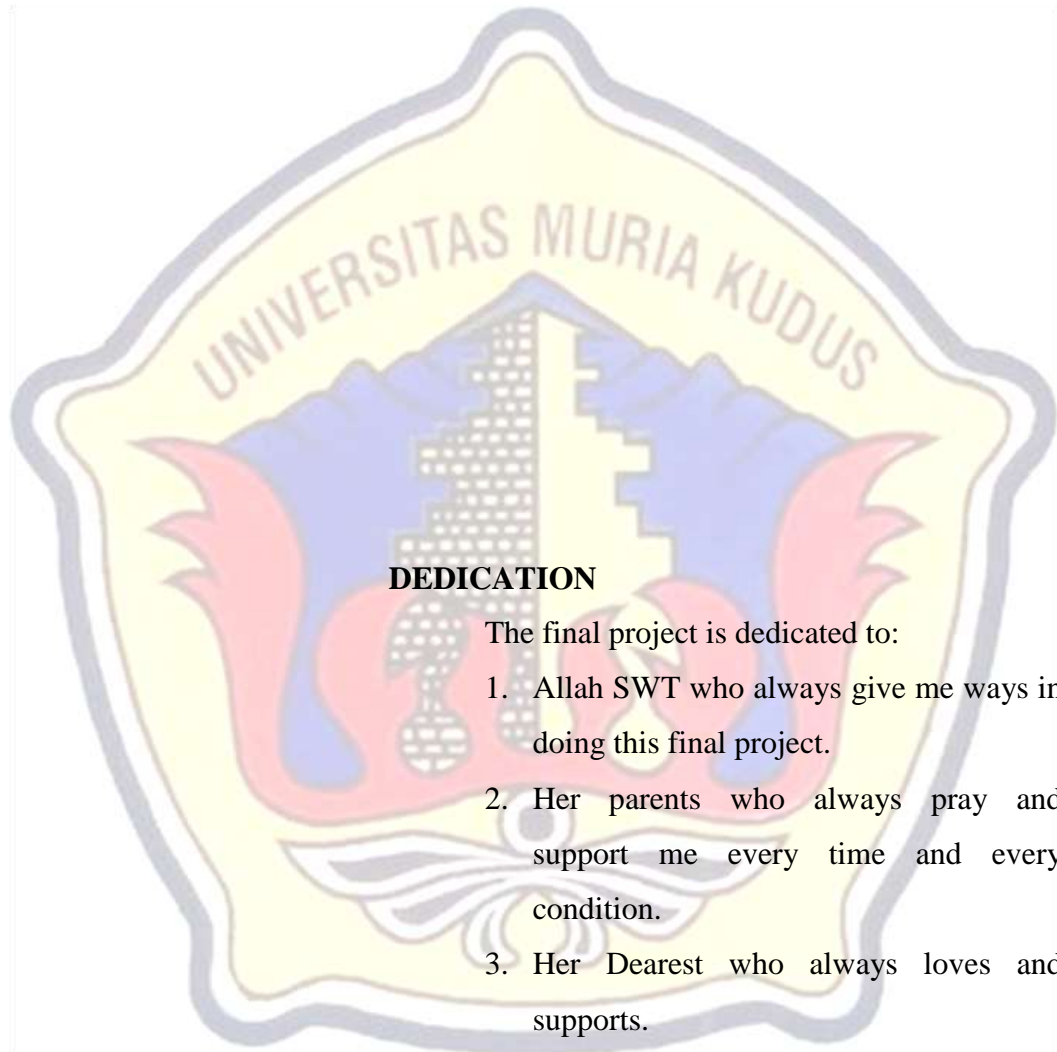 UNIVERSITAS MURIA KUDUS
DEDICATION
The final project is dedicated to:
1. Allah SWT who always give me ways in
doing this final project.
2. Her parents who always pray and
support me every time and every
condition.
3. Her Dearest who always loves and
supports.